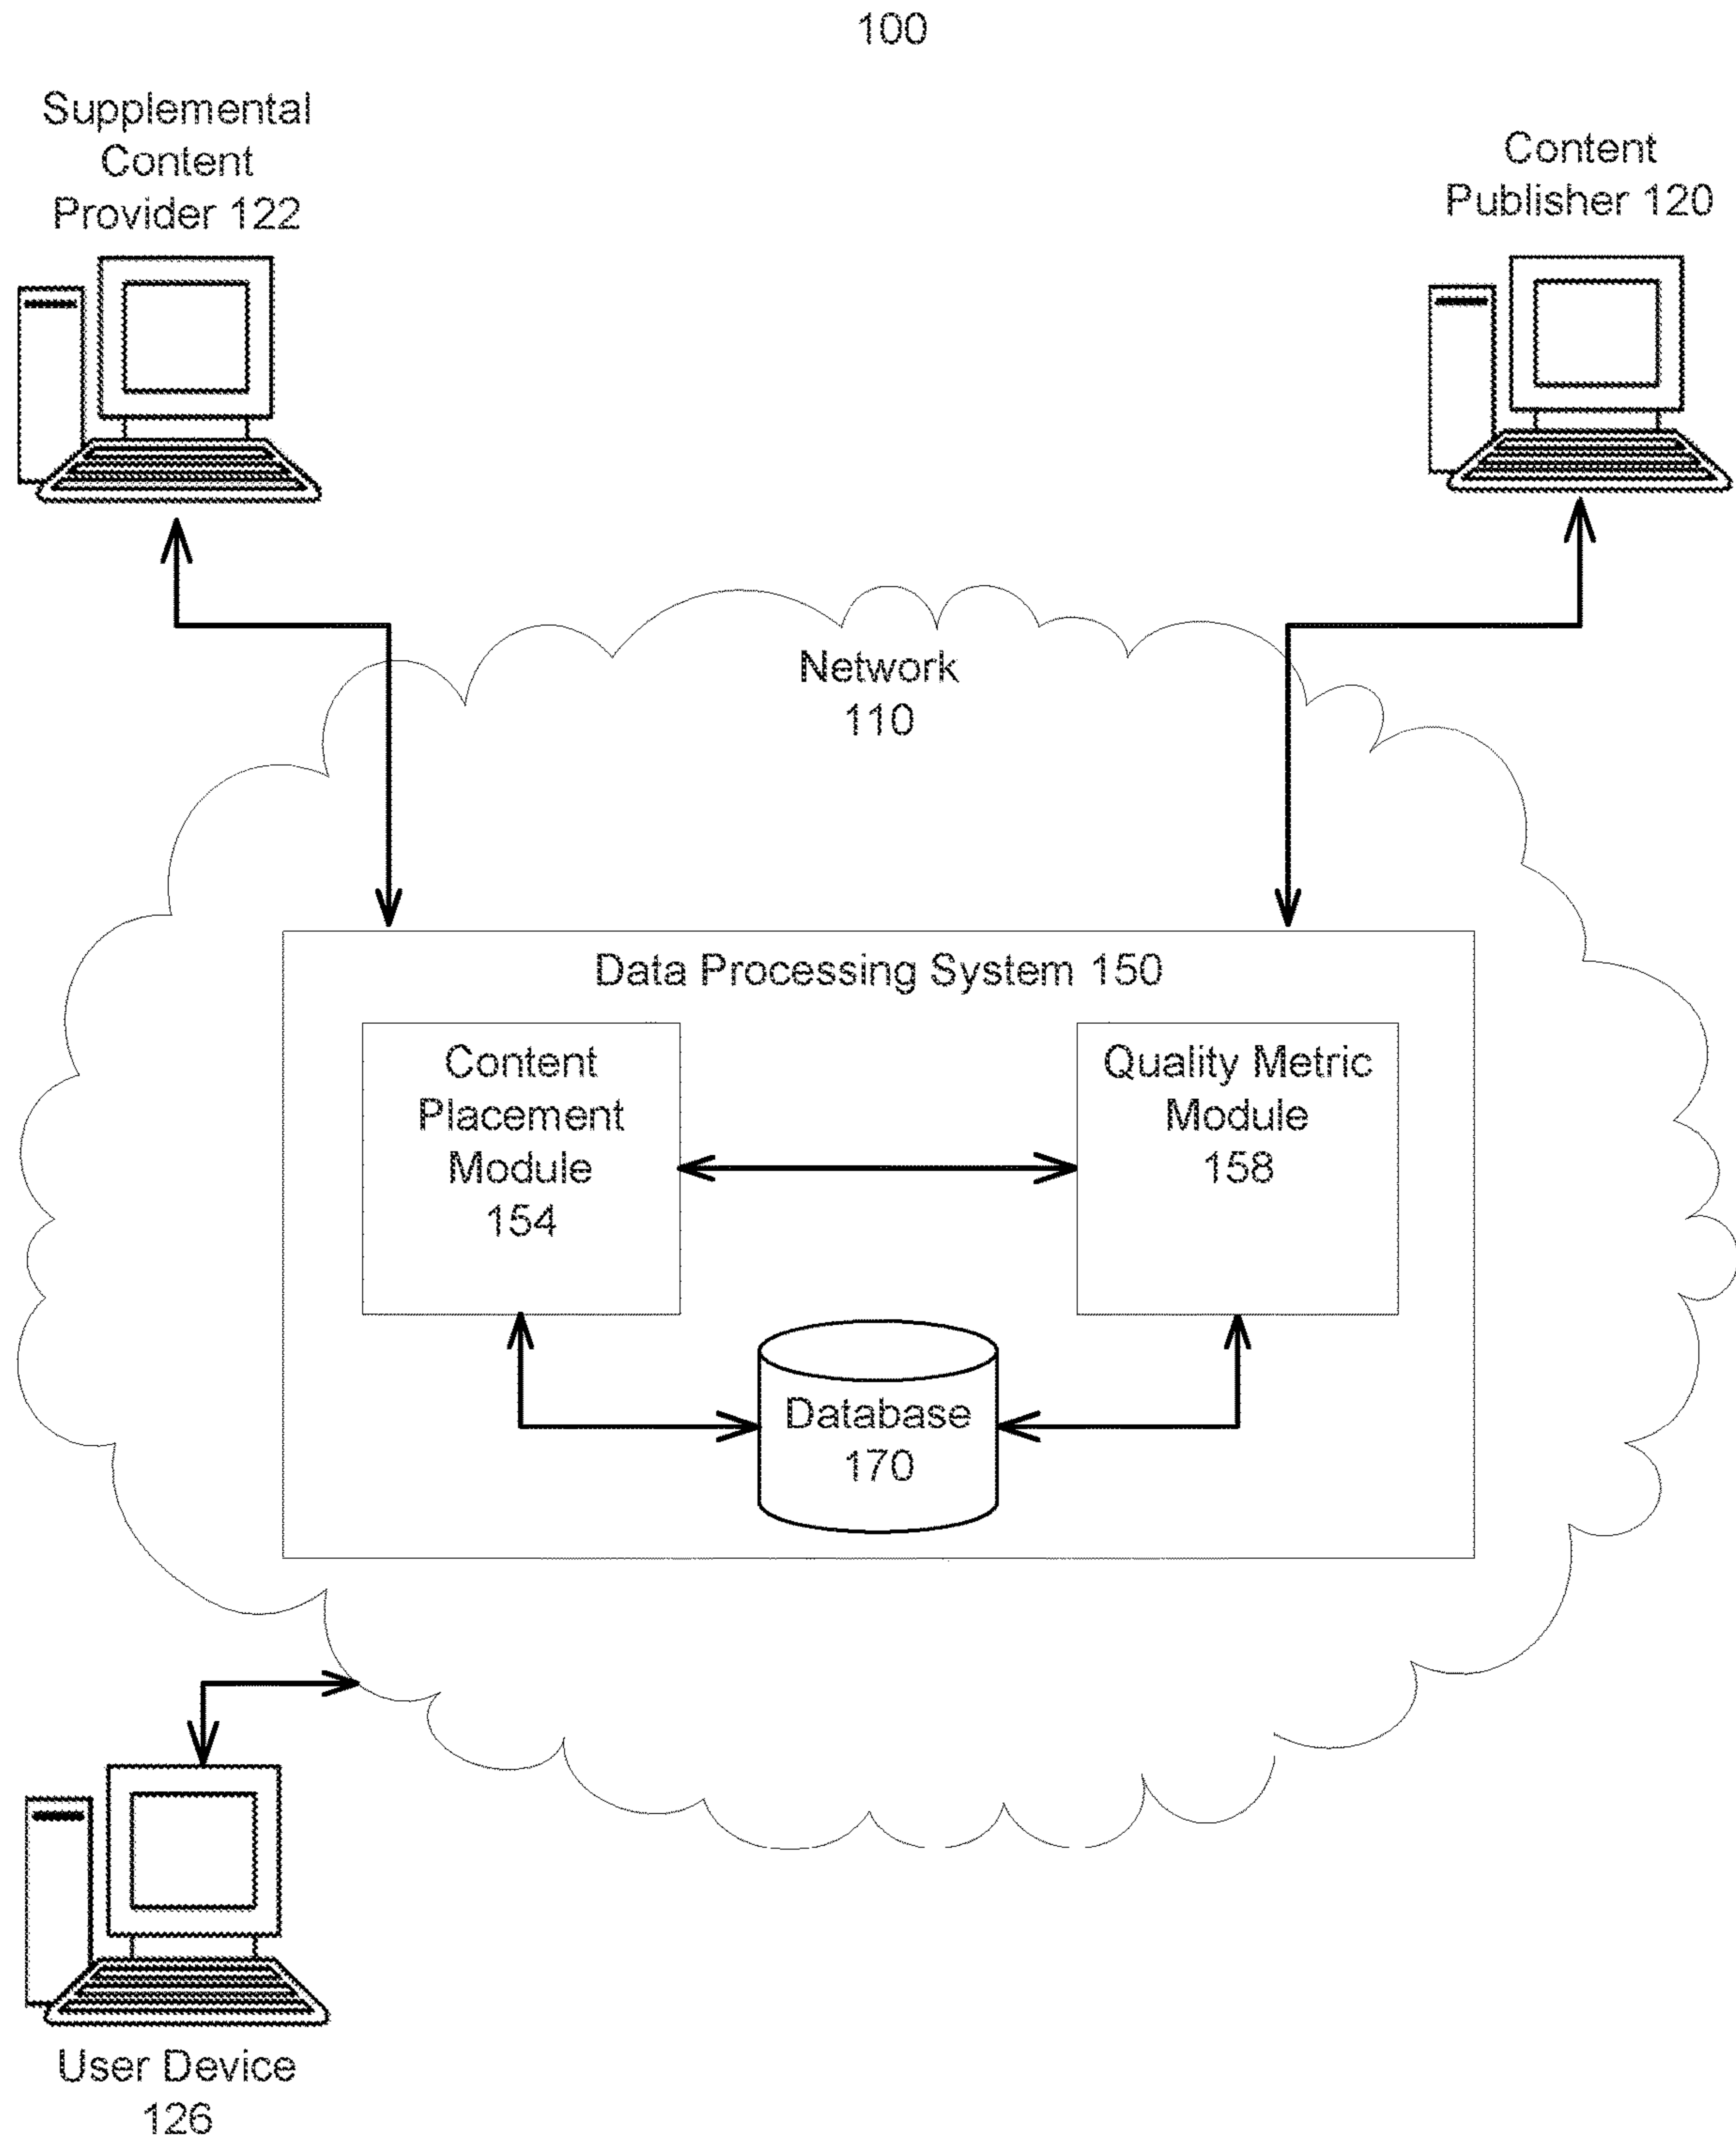 100
Supplemental
Content
Provider 122
Content
Publisher 120
Network
110
Data Processing System 150
Content
Placement
Module
154
Quality Metric
Module
158
Database
170
User Device
126